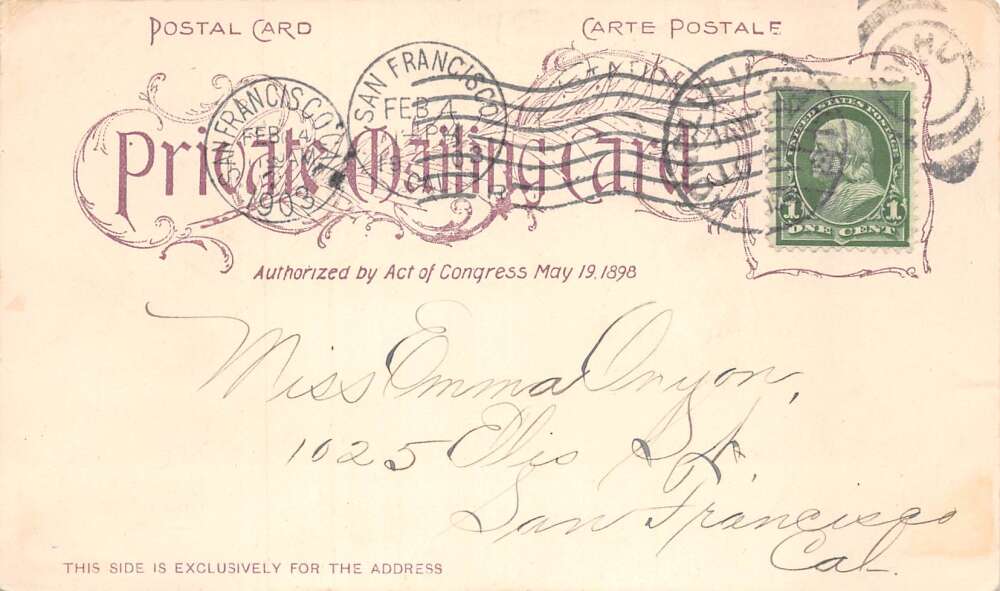 POSTAL CARD
CARTE POSTALE
Private Mailing Card
SAN FRANCISCO, CAL.
FEB 4
1903
SAN FRANCISCO
FEB 4
UNITED STATES POSTAGE
1 1
ONE CENT
Authorized by Act of Congress May 19, 1898
Miss Emma Onyon,
1025 Ellis St.
San Francisco
Cal.
THIS SIDE IS EXCLUSIVELY FOR THE ADDRESS